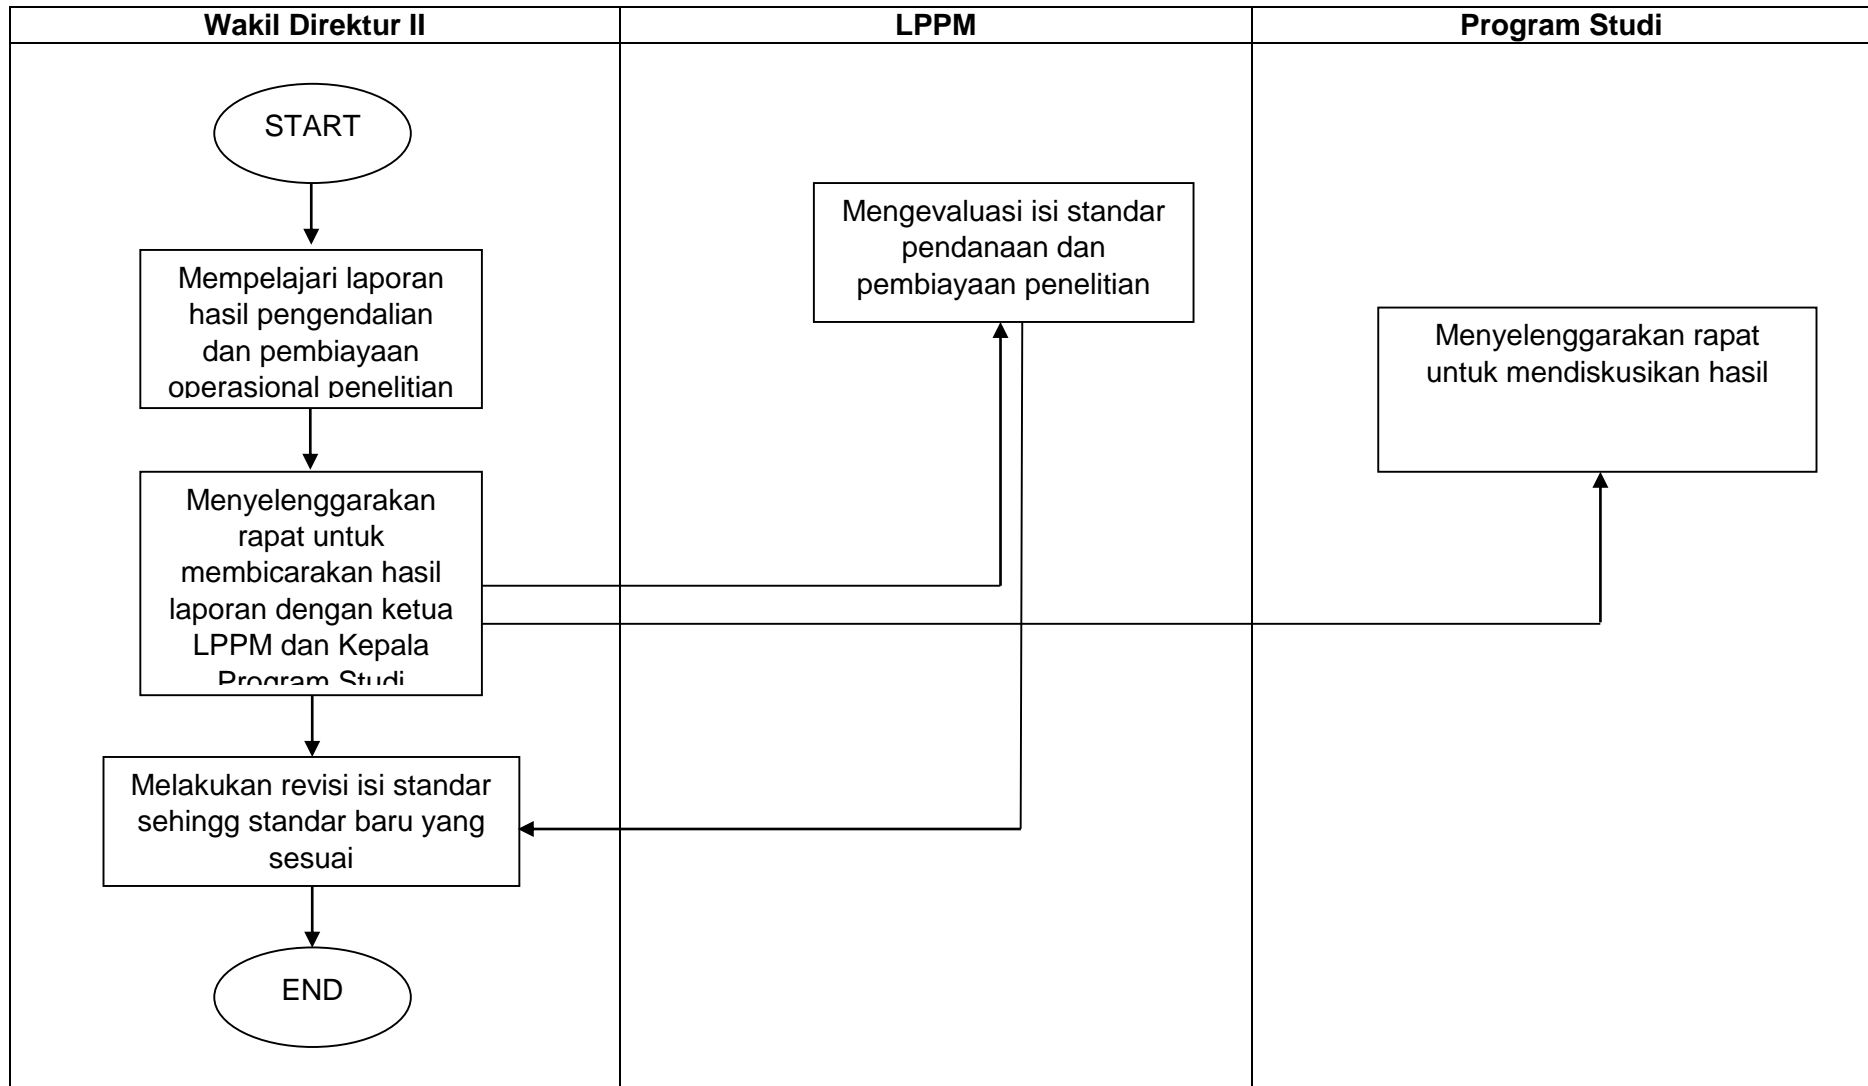 Wakil Direktur II
LPPM
Program Studi
START
Mempelajari laporan
hasil pengendalian
dan pembiayaan
operasional penelitian
Menyelenggarakan
rapat untuk
membicarakan hasil
laporan dengan ketua
LPPM dan Kepala
Program Studi
Melakukan revisi isi standar
sehingg standar baru yang
sesuai
END
Mengevaluasi isi standar
pendanaan dan
pembiayaan penelitian
Menyelenggarakan rapat
untuk mendiskusikan hasil